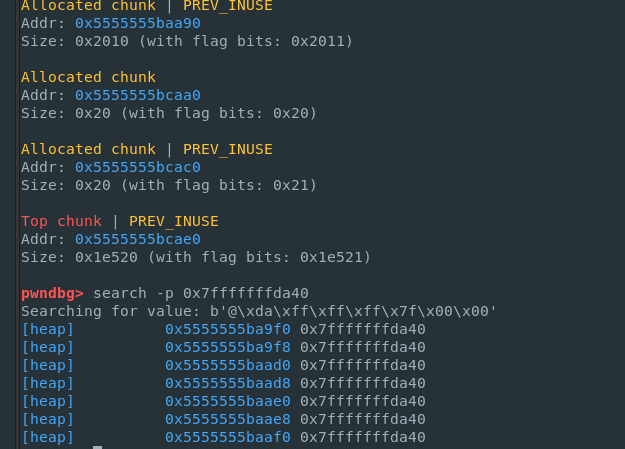 Allocated chunk | PREV_INUSE
Addr: 0x5555555baa90
Size: 0x2010 (with flag bits: 0x2011)
Allocated chunk
Addr: 0x5555555bcaa0
Size: 0x20 (with flag bits: 0x20)
Allocated chunk | PREV_INUSE
Addr: 0x5555555bcac0
Size: 0x20 (with flag bits: 0x21)
Top chunk | PREV_INUSE
Addr: 0x5555555bcae0
Size: 0x1e520 (with flag bits: 0x1e521)
pwndbg> search -p 0x7fffffffda40
Searching for value: b'@\xda\xff\xff\xff\x7f\x00\x00'
[heap] 0x5555555ba9f0 0x7fffffffda40
[heap] 0x5555555ba9f8 0x7fffffffda40
[heap] 0x5555555baad0 0x7fffffffda40
[heap] 0x5555555baad8 0x7fffffffda40
[heap] 0x5555555baae0 0x7fffffffda40
[heap] 0x5555555baae8 0x7fffffffda40
[heap] 0x5555555baaf0 0x7fffffffda40